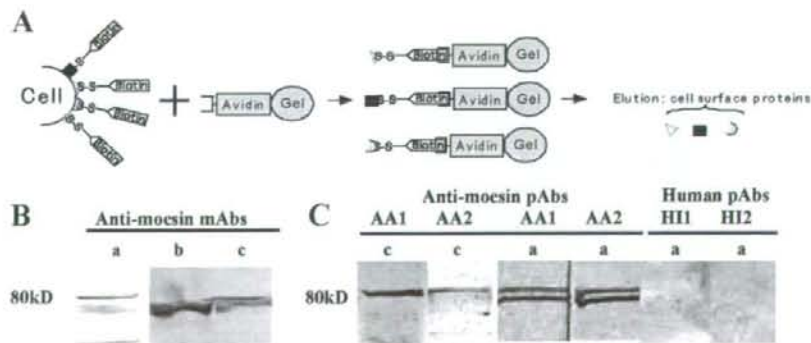 A
Biotin
S-S
Cell
S-S Biotin
S-S Biotin
S-S
Biotin
+
Avidin Gel
S-S Biotin Avidin Gel
S-S Biotin Avidin Gel
S-S Biotin Avidin Gel
Elution: cell surface proteins
B
Anti-moesin mAbs
a b c
80kD
C
Anti-moesin pAbs Human pAbs
AA1 AA2 AA1 AA2 HI1 HI2
c c a a a a
80kD